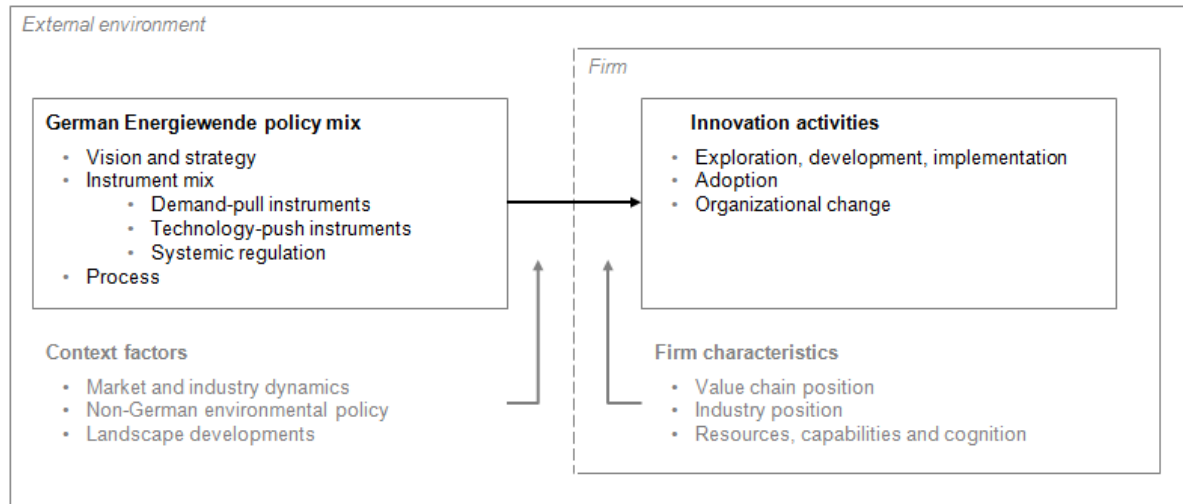 External environment
Firm
German Energiewende policy mix
• Vision and strategy
• Instrument mix
• Demand-pull instruments
• Technology-push instruments
• Systemic regulation
• Process
Innovation activities
• Exploration, development, implementation
• Adoption
• Organizational change
Context factors
• Market and industry dynamics
• Non-German environmental policy
• Landscape developments
Firm characteristics
• Value chain position
• Industry position
• Resources, capabilities and cognition